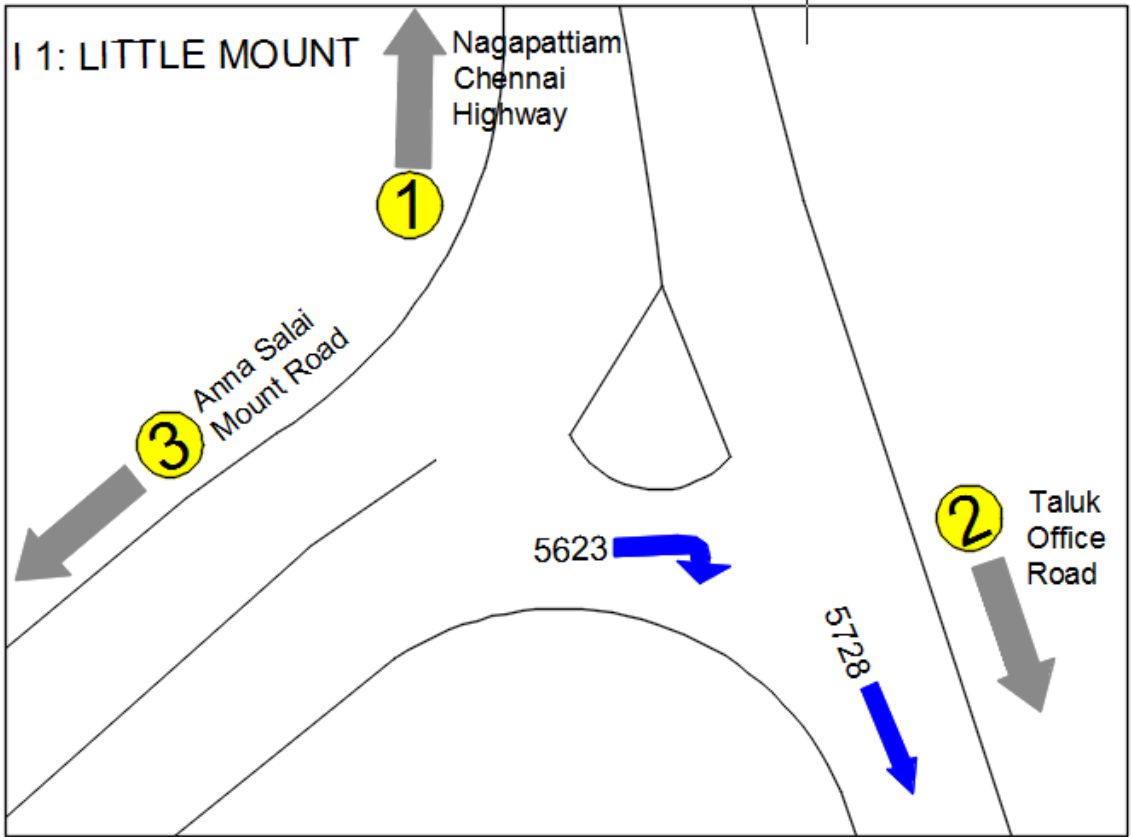 I 1: LITTLE MOUNT
Nagapattiam
Chennai
Highway
1
Anna Salai
Mount Road
3
2
Taluk
Office
Road
5623
5728